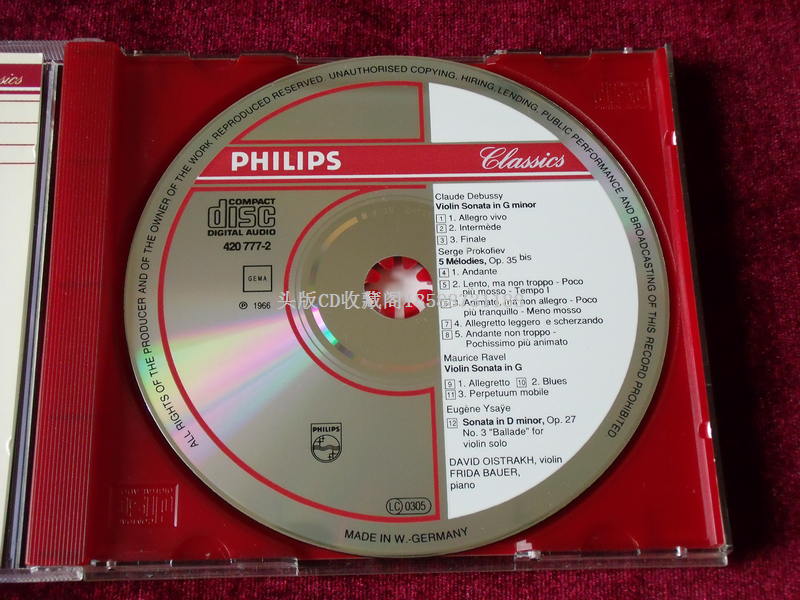 ssics
ALL RIGHTS OF THE PRODUCER AND OF THE OWNER OF THE WORK REPRODUCED RESERVED. UNAUTHORISED COPYING, HIRING, LENDING, PUBLIC PERFORMANCE AND BROADCASTING OF THIS RECORD PROHIBITED
PHILIPS
Classics
COMPACT
disc
DIGITAL AUDIO
420 777-2
GEMA
℗ 1966
Claude Debussy
Violin Sonata in G minor
1 1. Allegro vivo
2 2. Intermède
3 3. Finale
Serge Prokofiev
5 Mélodies, Op. 35 bis
4 1. Andante
5 2. Lento, ma non troppo - Poco
più mosso - Tempo I
3. Animato, ma non allegro - Poco
più tranquillo - Meno mosso
7 4. Allegretto leggero e scherzando
8 5. Andante non troppo -
Pochissimo più animato
Maurice Ravel
Violin Sonata in G
9 1. Allegretto 10 2. Blues
11 3. Perpetuum mobile
Eugène Ysaÿe
12 Sonata in D minor, Op. 27
No. 3 "Ballade" for
violin solo
DAVID OISTRAKH, violin
FRIDA BAUER,
piano
头版CD收藏阁
PHILIPS
LC 0305
MADE IN W.-GERMANY